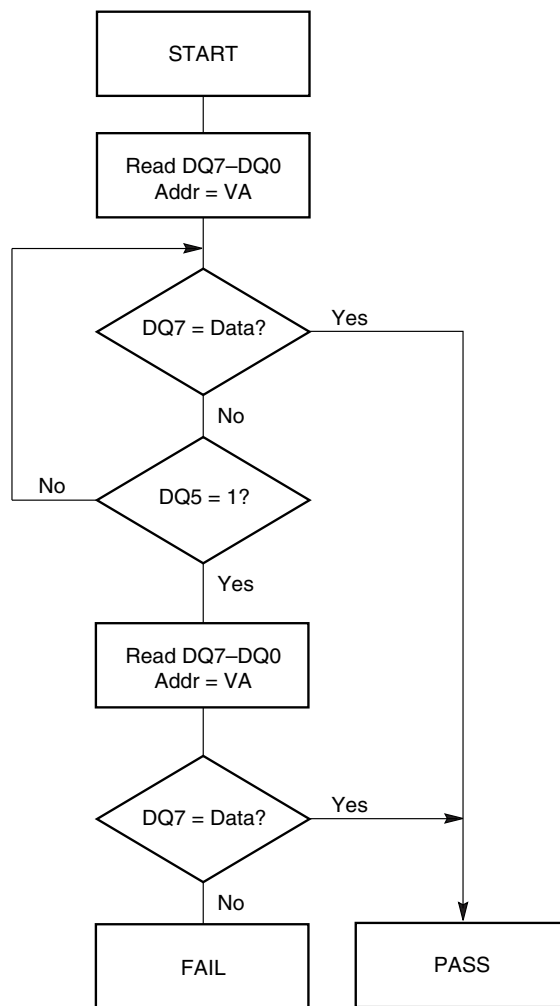 START
Read DQ7–DQ0
Addr = VA
DQ7 = Data?
Yes
No
No
DQ5 = 1?
Yes
Read DQ7–DQ0
Addr = VA
DQ7 = Data?
Yes
No
FAIL
PASS